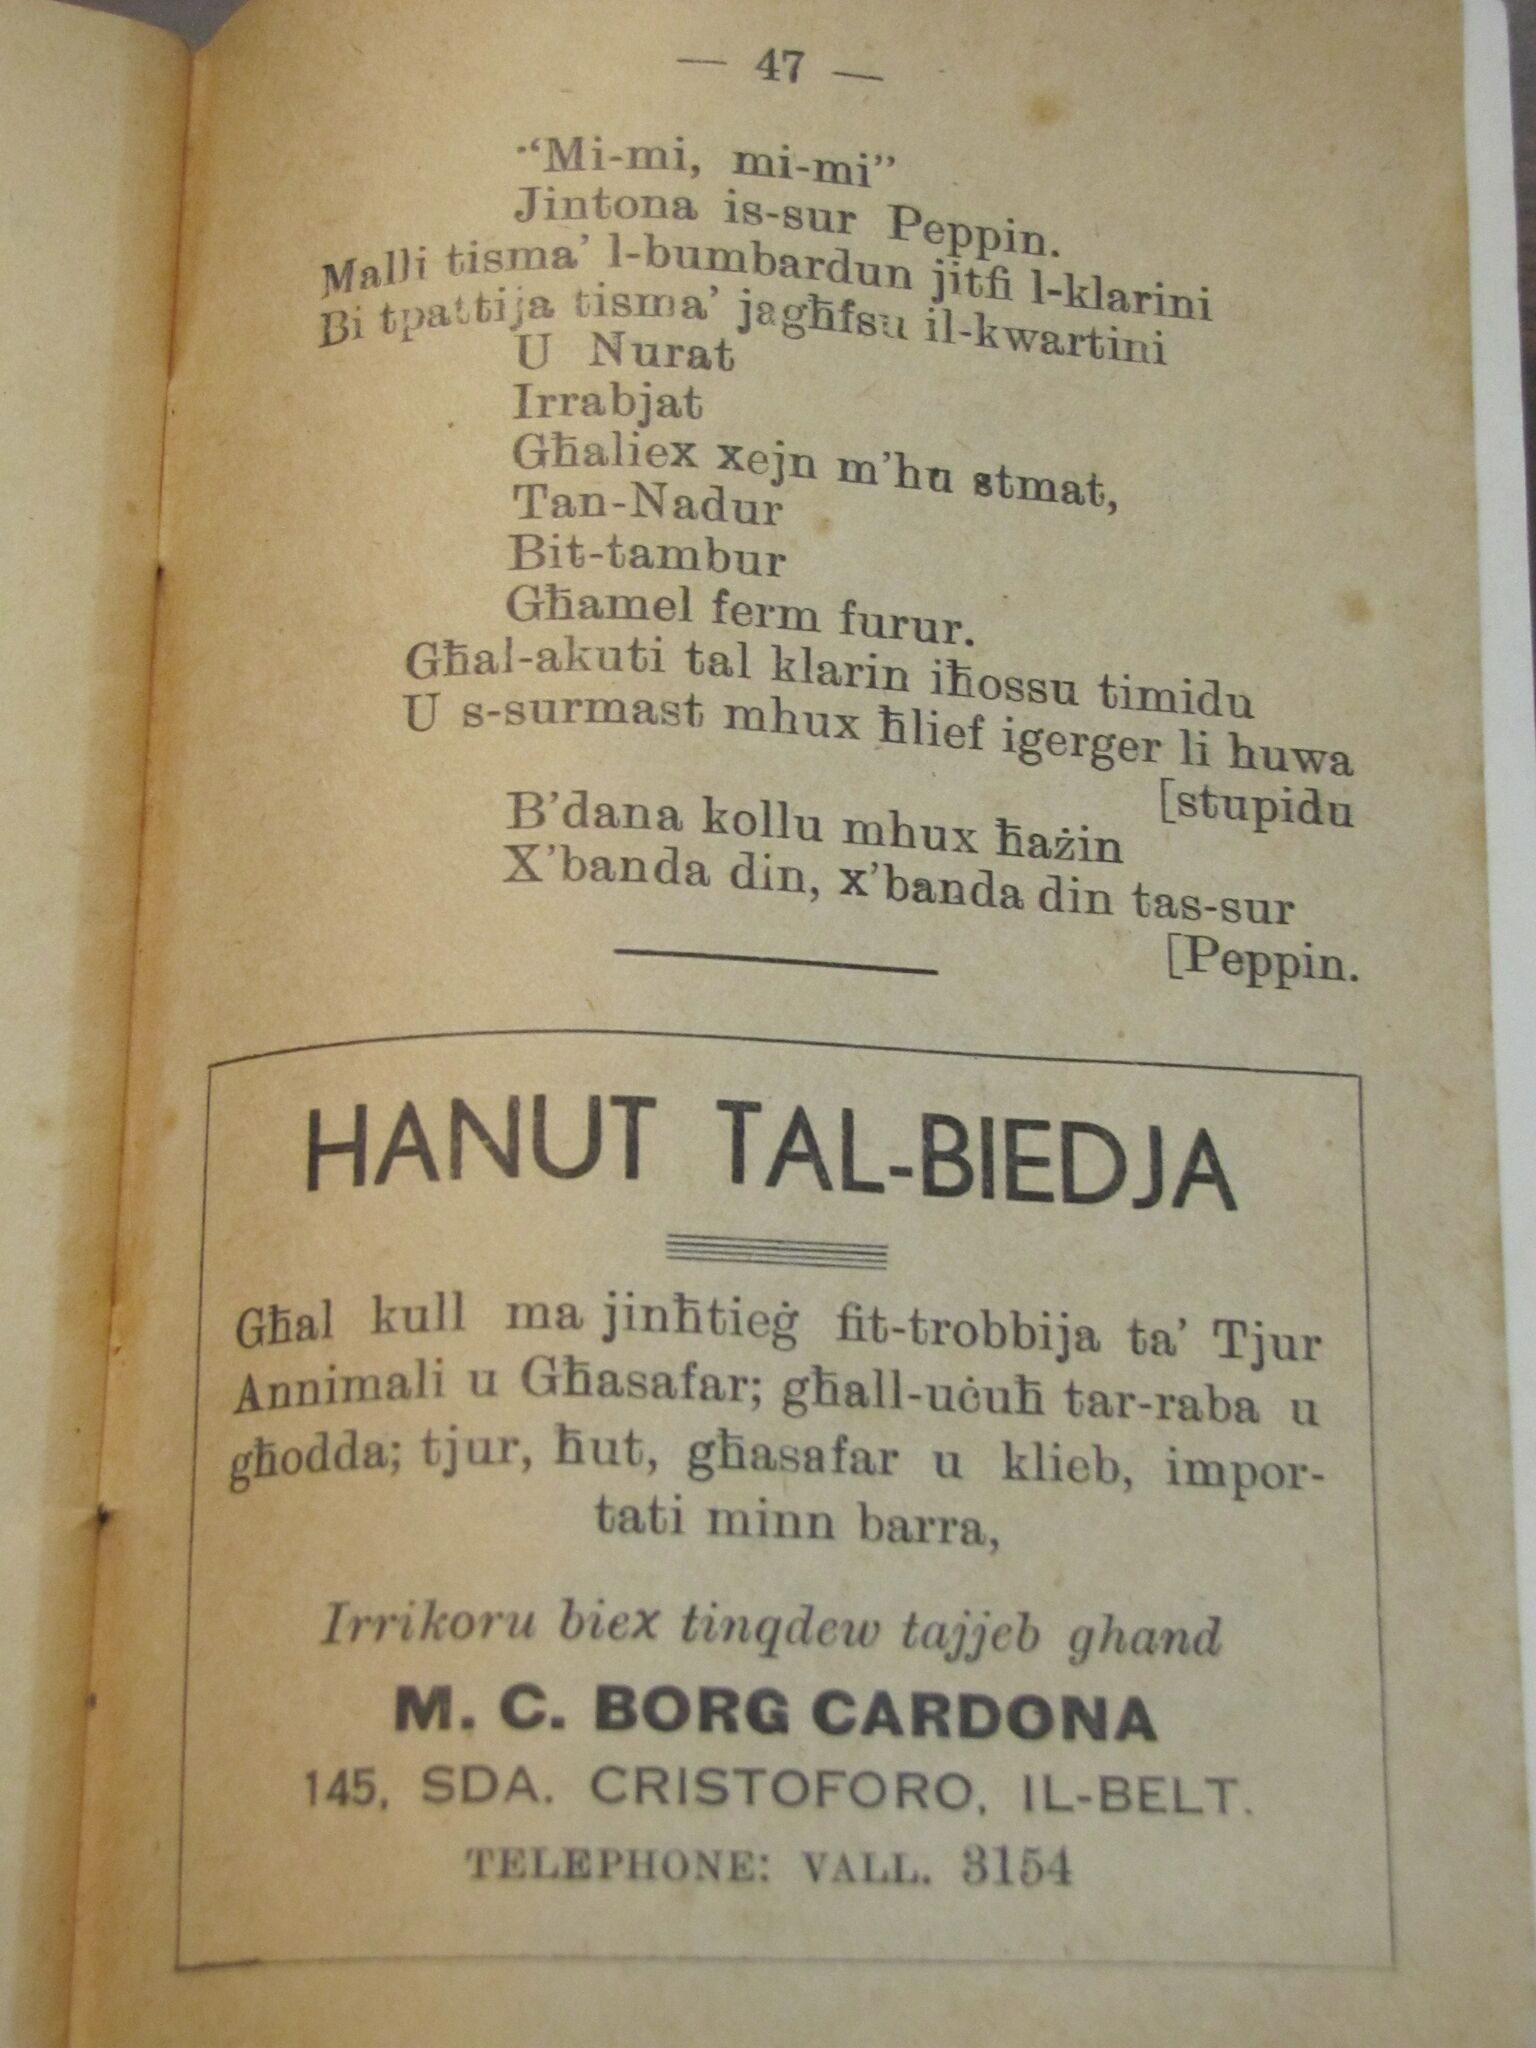 — 47 —
“Mi-mi, mi-mi”
Jintona is-sur Peppin.
Malli tisma’ l-bumbardun jitfi l-klarini
Bi tpattija tisma’ jagħfsu il-kwartini
U Nurat
Irrabjat
Għaliex xejn m’hu stmat,
Tan-Nadur
Bit-tambur
Għamel ferm furur.
Għal-akuti tal klarin iħossu timidu
U s-surmast mhux ħlief igerger li huwa
[stupidu
B’dana kollu mhux ħażin
X’banda din, x’banda din tas-sur
[Peppin.
HANUT TAL-BIEDJA
Għal kull ma jinħtieġ fit-trobbija ta’ Tjur
Annimali u Għasafar; għall-uċuħ tar-raba u
għodda; tjur, ħut, għasafar u klieb, impor-
tati minn barra,
Irrikoru biex tinqdew tajjeb ghand
M. C. BORG CARDONA
145, SDA. CRISTOFORO, IL-BELT.
TELEPHONE: VALL. 3154